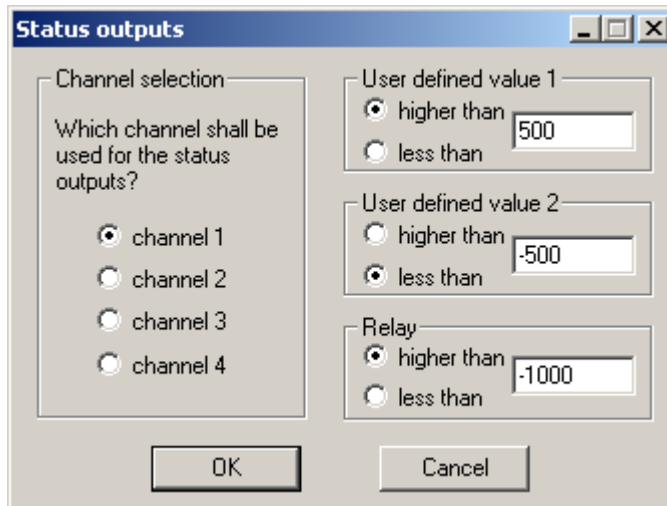 Status outputs
Channel selection
Which channel shall be
used for the status
outputs?
channel 1
channel 2
channel 3
channel 4
User defined value 1
higher than
500
less than
User defined value 2
higher than
-500
less than
Relay
higher than
-1000
less than
OK
Cancel